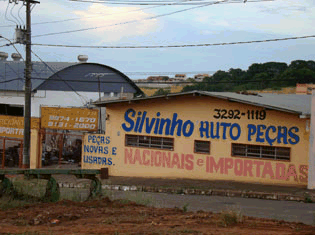 3292-1119
Silvinho AUTO PEÇAS
PEÇAS
NOVAS E
USADAS
NACIONAIS e IMPORTADAS